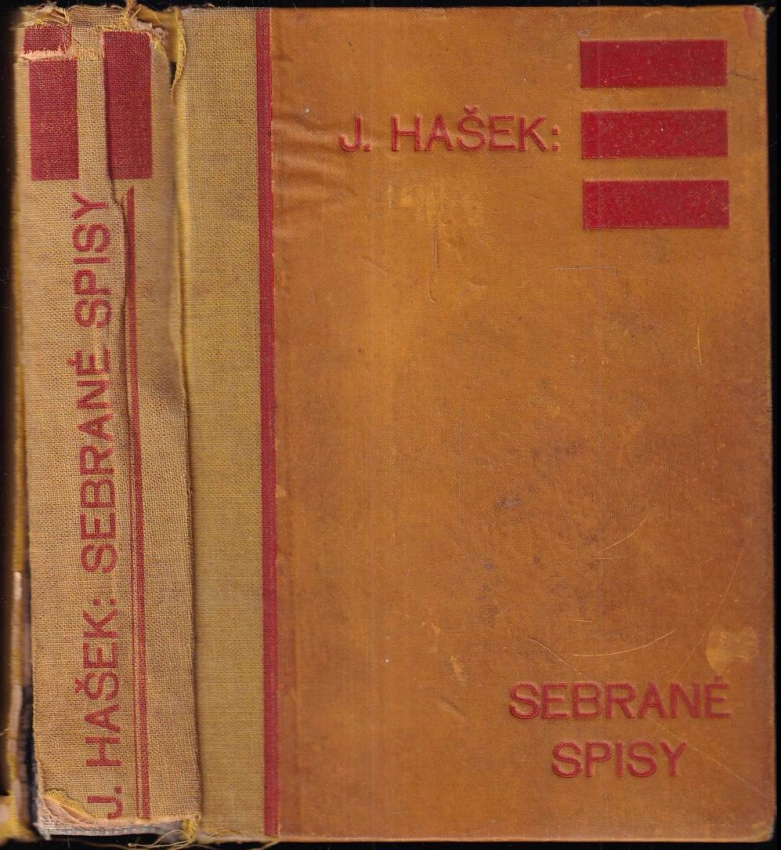 J. HAŠEK: SEBRANÉ SPISY
J. HAŠEK:
SEBRANÉ
SPISY